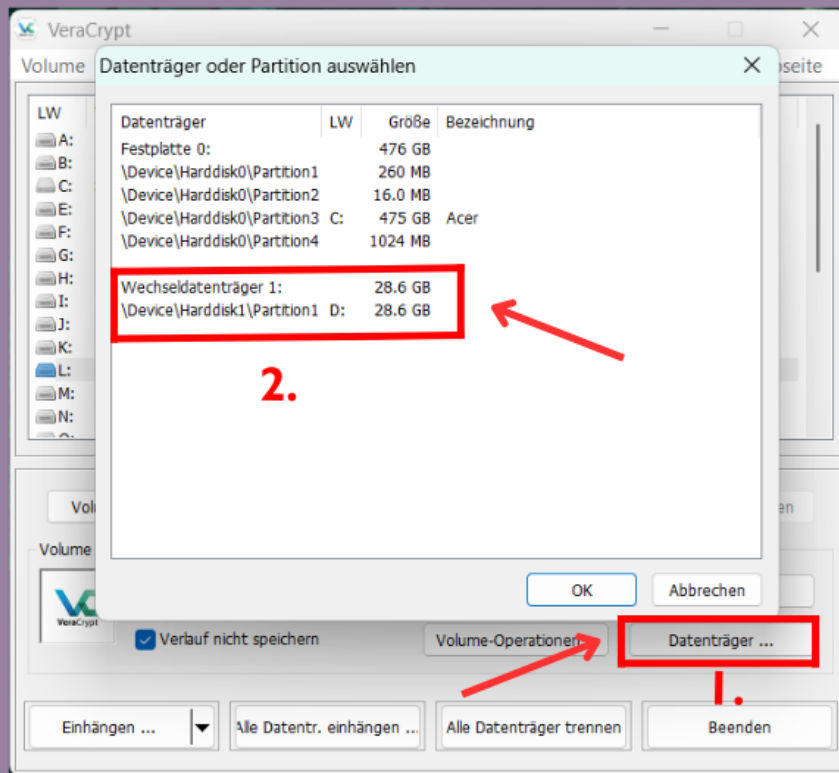 VeraCrypt
Volume
Datenträger oder Partition auswählen
LW
A:
B:
C:
E:
F:
G:
H:
I:
J:
K:
L:
M:
N:
Datenträger LW Größe Bezeichnung
Festplatte 0: 476 GB
\Device\Harddisk0\Partition1 260 MB
\Device\Harddisk0\Partition2 16.0 MB
\Device\Harddisk0\Partition3 C: 475 GB Acer
\Device\Harddisk0\Partition4 1024 MB
Wechseldatenträger 1: 28.6 GB
\Device\Harddisk1\Partition1 D: 28.6 GB
2.
OK Abbrechen
Volume
VeraCrypt
Verlauf nicht speichern
Volume-Operationen
Datenträger ...
1.
Einhängen ...
Alle Datentr. einhängen ...
Alle Datenträger trennen
Beenden